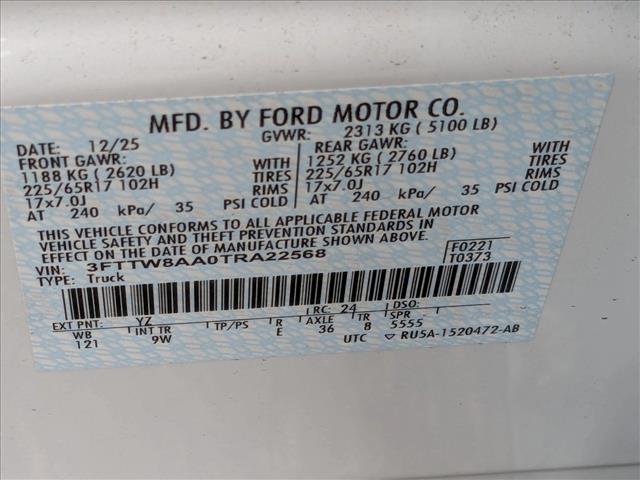 MFD. BY FORD MOTOR CO.
DATE: 12/25 GVWR: 2313 KG ( 5100 LB)
FRONT GAWR: REAR GAWR:
1188 KG ( 2620 LB) WITH 1252 KG ( 2760 LB) WITH
225/65R17 102H TIRES 225/65R17 102H TIRES
17x7.0J RIMS 17x7.0J RIMS
AT 240 kPa/ 35 PSI COLD AT 240 kPa/ 35 PSI COLD
THIS VEHICLE CONFORMS TO ALL APPLICABLE FEDERAL MOTOR
VEHICLE SAFETY AND THEFT PREVENTION STANDARDS IN
EFFECT ON THE DATE OF MANUFACTURE SHOWN ABOVE.
VIN: 3FTTW8AA0TRA22568 F0221
TYPE: Truck T0373
EXT PNT: YZ RC: 24 DSO:
WB INT TR TP/PS R AXLE TR SPR
121 9W E 36 8 5555
UTC ▽ RU5A-1520472-AB